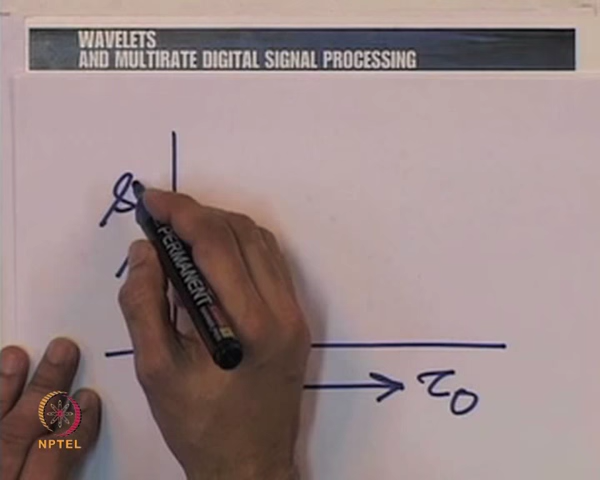 WAVELETS
AND MULTIRATE DIGITAL SIGNAL PROCESSING
PERMANENT
τ0
NPTEL